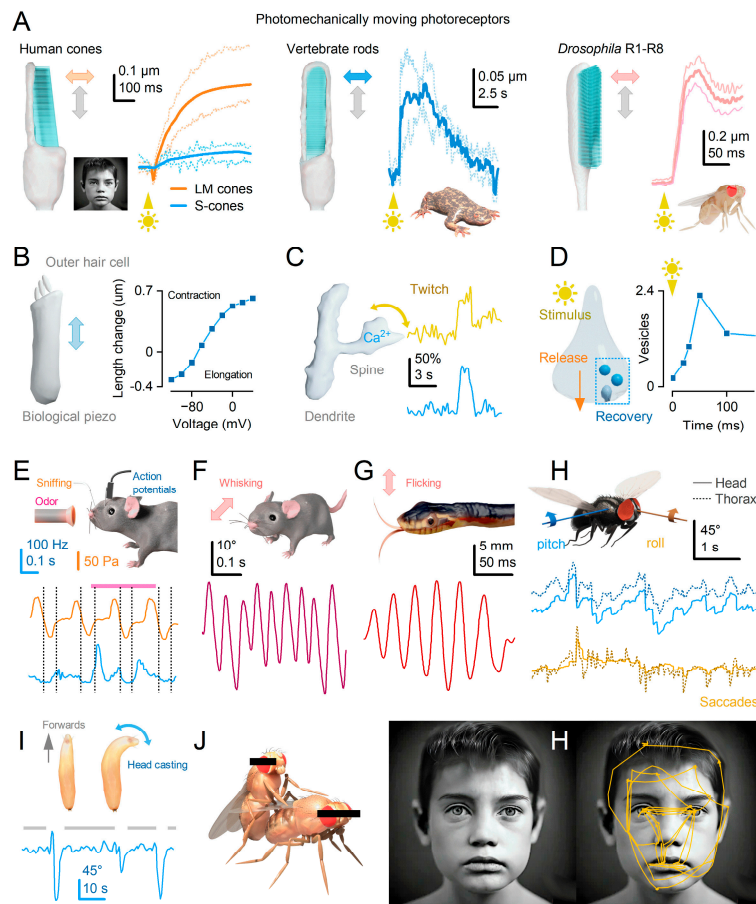 Photomechanically moving photoreceptors
A
Human cones
0.1 µm
100 ms
LM cones
S-cones
Vertebrate rods
0.05 µm
2.5 s
Drosophila R1-R8
0.2 µm
50 ms
B
Outer hair cell
Biological piezo
Length change (um)
0.7
0
-0.4
Contraction
Elongation
−80
0
Voltage (mV)
C
Twitch
Ca2+
Spine
Dendrite
50%
3 s
D
Stimulus
Release
Recovery
Vesicles
2.4
0
0
100
Time (ms)
E
Sniffing
Odor
Action
potentials
100 Hz
0.1 s
50 Pa
F
Whisking
10°
0.1 s
G
Flicking
5 mm
50 ms
H
Head
Thorax
pitch
roll
45°
1 s
Saccades
I
Forwards
Head casting
45°
10 s
J
H